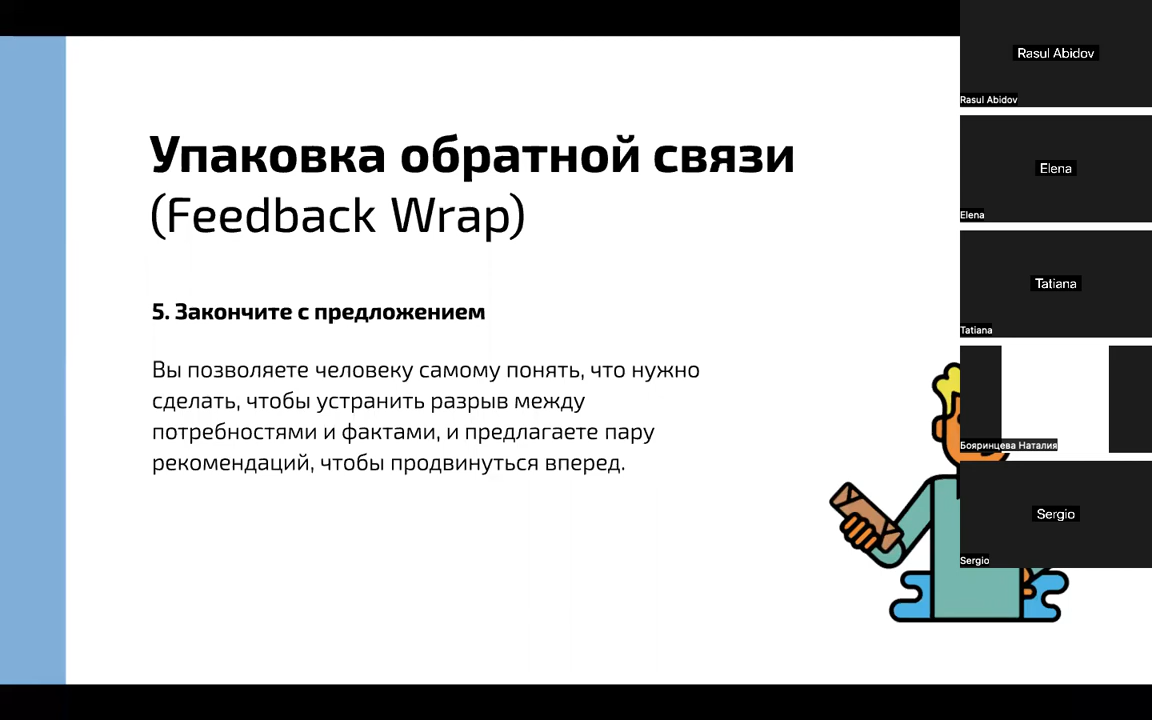 Упаковка обратной связи
(Feedback Wrap)
5. Закончите с предложением
Вы позволяете человеку самому понять, что нужно
сделать, чтобы устранить разрыв между
потребностями и фактами, и предлагаете пару
рекомендаций, чтобы продвинуться вперед.
Rasul Abidov
Rasul Abidov
Elena
Elena
Tatiana
Tatiana
Бояринцева Наталия
Sergio
Sergio